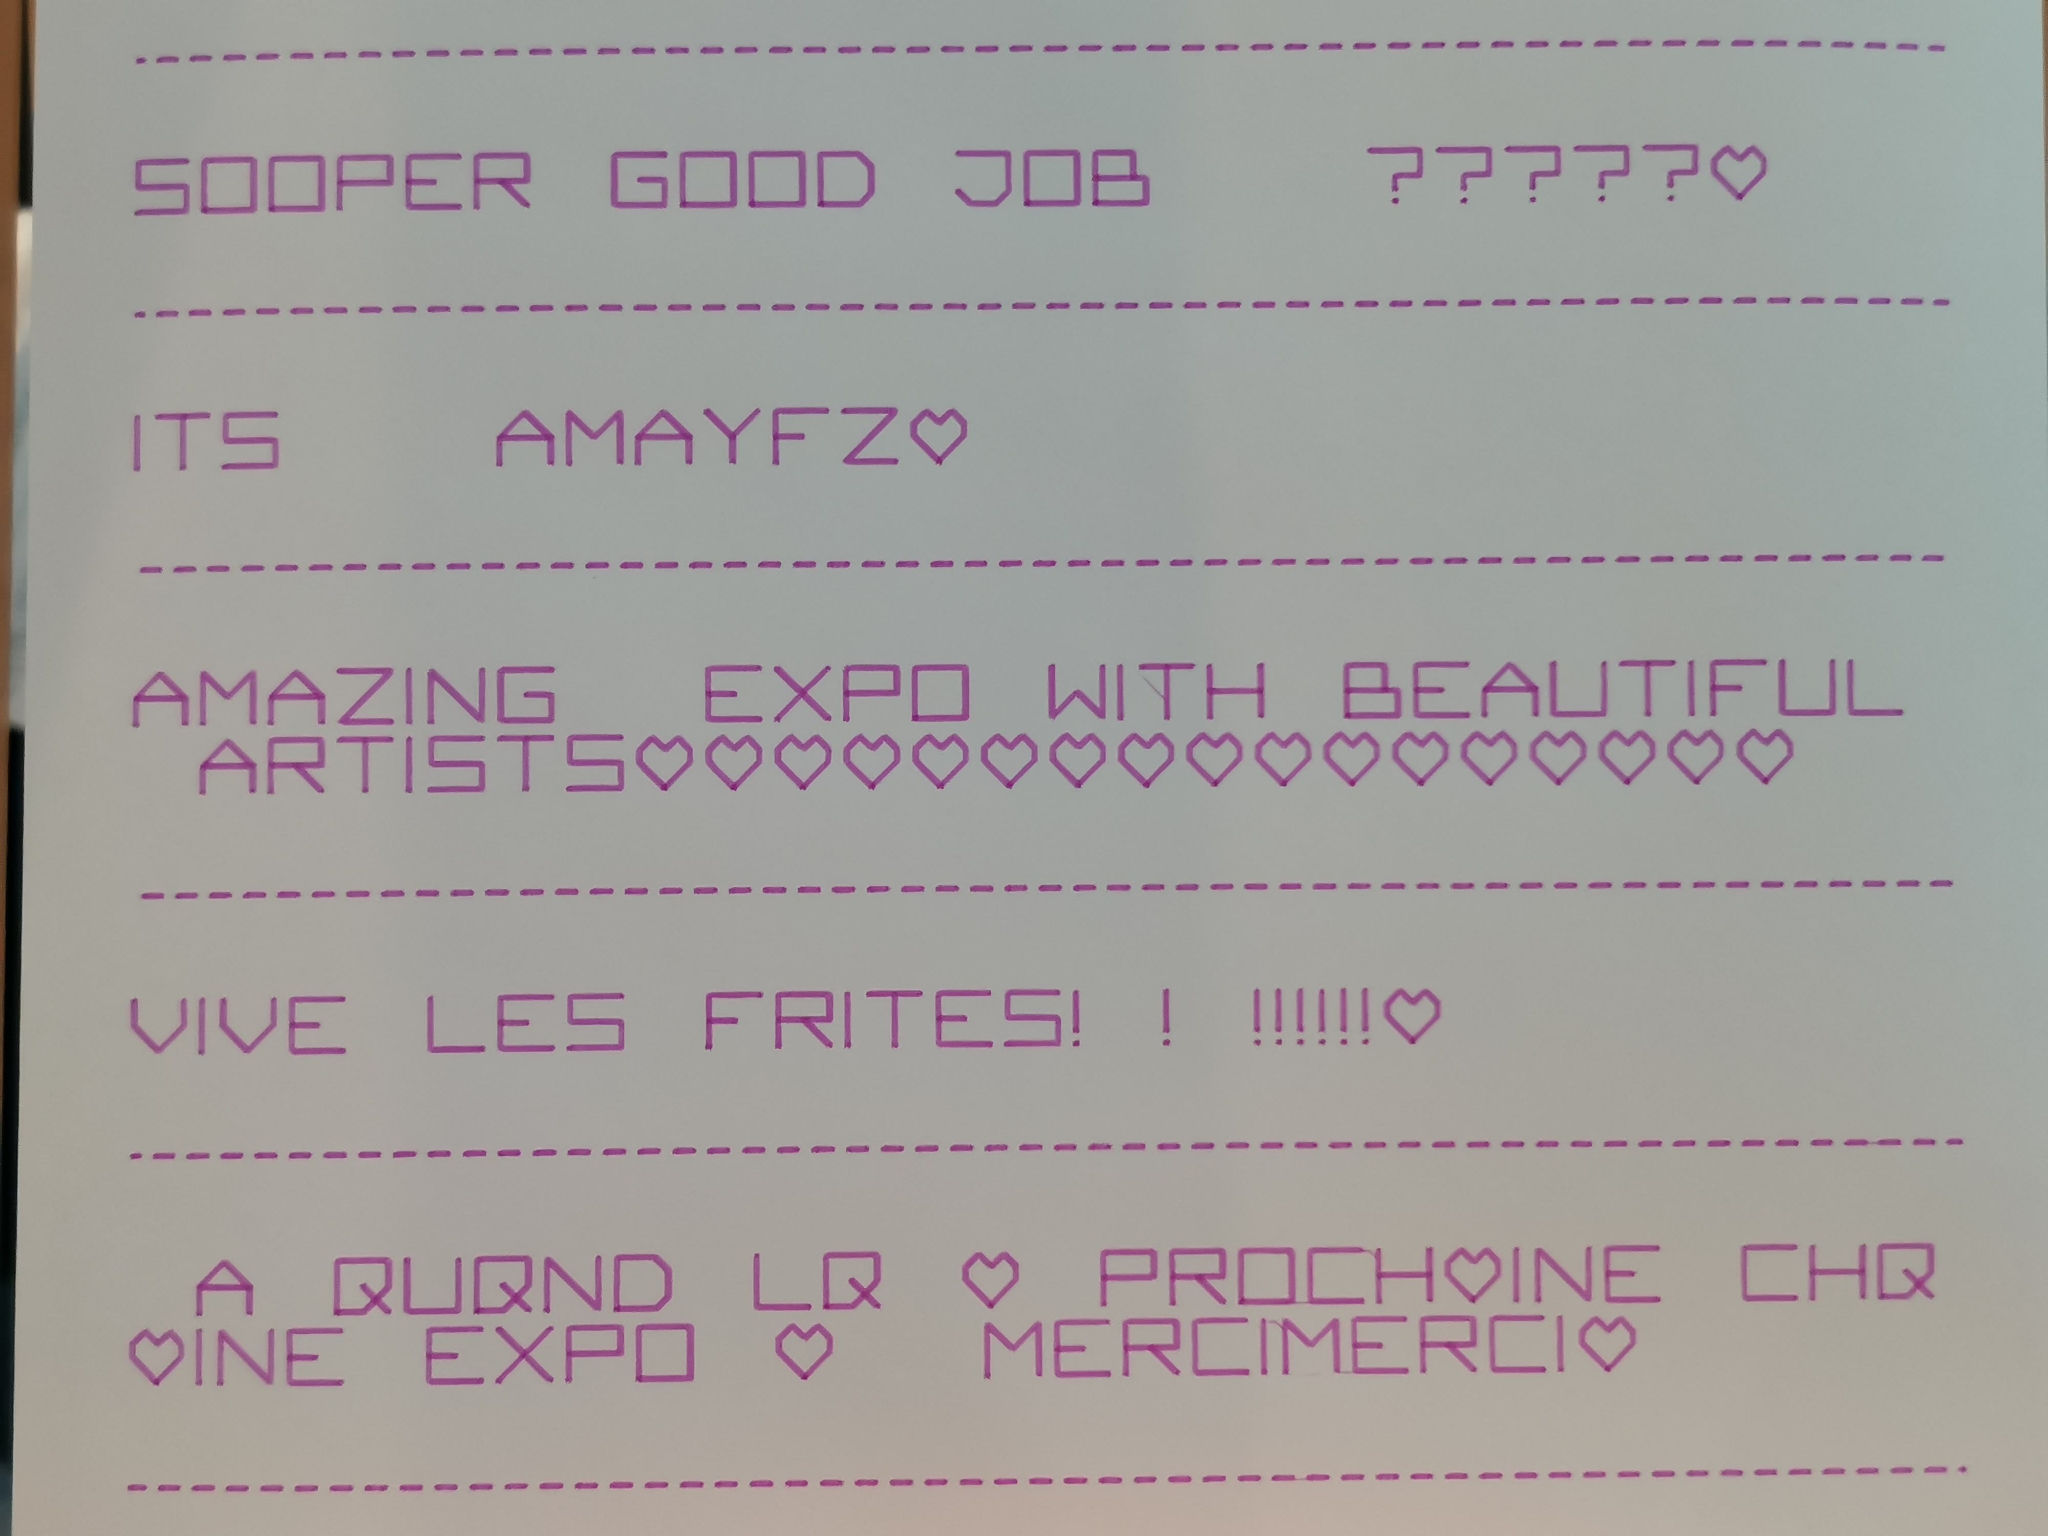 SOOPER GOOD JOB ?????♡
ITS AMAYFZ♡
AMAZING EXPO WITH BEAUTIFUL
ARTISTS♡♡♡♡♡♡♡♡♡♡♡♡♡♡♡♡♡
VIVE LES FRITES! ! !!!!!!♡
A QUQND LQ ♡ PROCH♡INE CHQ
♡INE EXPO ♡ MERCIMERCI♡